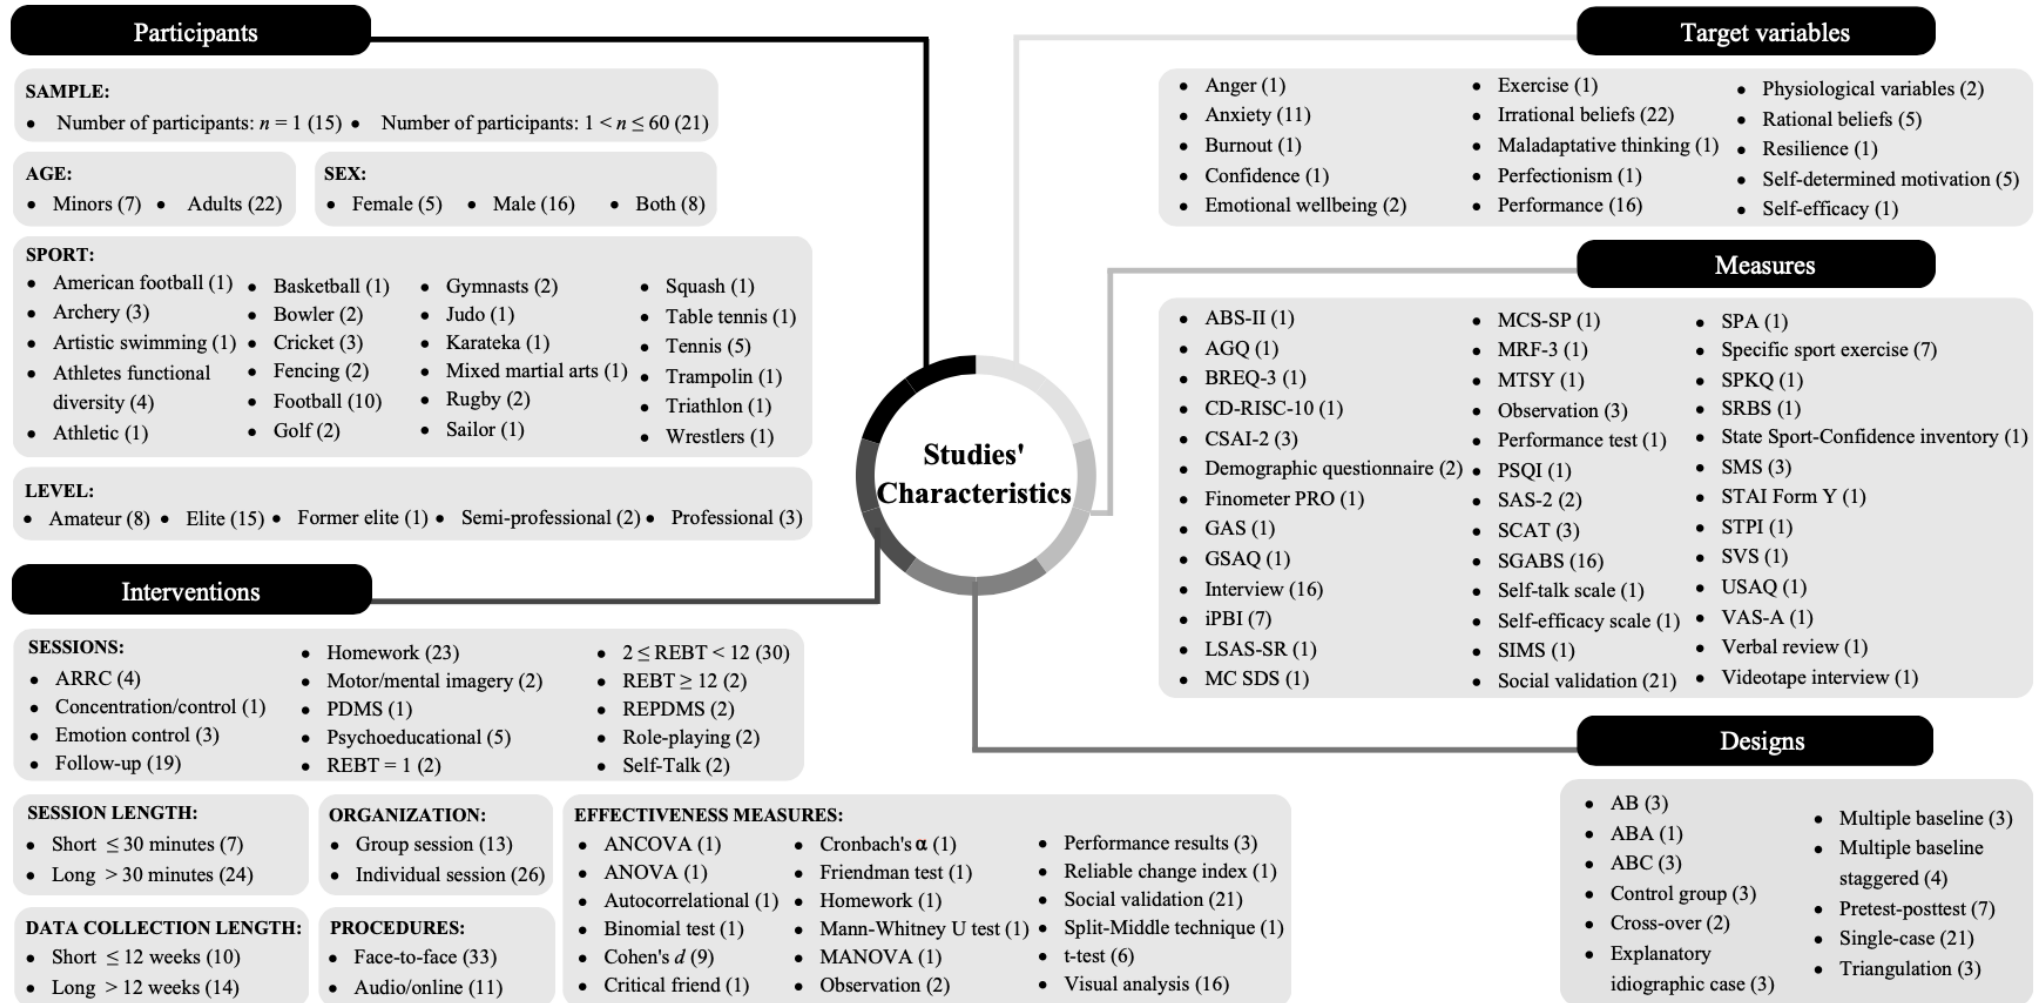 Participants
SAMPLE:
• Number of participants: n = 1 (15) • Number of participants: 1 < n ≤ 60 (21)
AGE:
• Minors (7) • Adults (22)
SEX:
• Female (5) • Male (16) • Both (8)
SPORT:
• American football (1)
• Archery (3)
• Artistic swimming (1)
• Athletes functional
diversity (4)
• Athletic (1)
• Basketball (1)
• Bowler (2)
• Cricket (3)
• Fencing (2)
• Football (10)
• Golf (2)
• Gymnasts (2)
• Judo (1)
• Karateka (1)
• Mixed martial arts (1)
• Rugby (2)
• Sailor (1)
• Squash (1)
• Table tennis (1)
• Tennis (5)
• Trampolin (1)
• Triathlon (1)
• Wrestlers (1)
LEVEL:
• Amateur (8) • Elite (15) • Former elite (1) • Semi-professional (2) • Professional (3)
Interventions
SESSIONS:
• ARRC (4)
• Concentration/control (1)
• Emotion control (3)
• Follow-up (19)
• Homework (23)
• Motor/mental imagery (2)
• PDMS (1)
• Psychoeducational (5)
• REBT = 1 (2)
• 2 ≤ REBT < 12 (30)
• REBT ≥ 12 (2)
• REPDMS (2)
• Role-playing (2)
• Self-Talk (2)
SESSION LENGTH:
• Short ≤ 30 minutes (7)
• Long > 30 minutes (24)
ORGANIZATION:
• Group session (13)
• Individual session (26)
DATA COLLECTION LENGTH:
• Short ≤ 12 weeks (10)
• Long > 12 weeks (14)
PROCEDURES:
• Face-to-face (33)
• Audio/online (11)
EFFECTIVENESS MEASURES:
• ANCOVA (1)
• ANOVA (1)
• Autocorrelational (1)
• Binomial test (1)
• Cohen's d (9)
• Critical friend (1)
• Cronbach's α (1)
• Friendman test (1)
• Homework (1)
• Mann-Whitney U test (1)
• MANOVA (1)
• Observation (2)
• Performance results (3)
• Reliable change index (1)
• Social validation (21)
• Split-Middle technique (1)
• t-test (6)
• Visual analysis (16)
Studies'
Characteristics
Target variables
• Anger (1)
• Anxiety (11)
• Burnout (1)
• Confidence (1)
• Emotional wellbeing (2)
• Exercise (1)
• Irrational beliefs (22)
• Maladaptative thinking (1)
• Perfectionism (1)
• Performance (16)
• Physiological variables (2)
• Rational beliefs (5)
• Resilience (1)
• Self-determined motivation (5)
• Self-efficacy (1)
Measures
• ABS-II (1)
• AGQ (1)
• BREQ-3 (1)
• CD-RISC-10 (1)
• CSAI-2 (3)
• Demographic questionnaire (2)
• Finometer PRO (1)
• GAS (1)
• GSAQ (1)
• Interview (16)
• iPBI (7)
• LSAS-SR (1)
• MC SDS (1)
• MCS-SP (1)
• MRF-3 (1)
• MTSY (1)
• Observation (3)
• Performance test (1)
• PSQI (1)
• SAS-2 (2)
• SCAT (3)
• SGABS (16)
• Self-talk scale (1)
• Self-efficacy scale (1)
• SIMS (1)
• Social validation (21)
• SPA (1)
• Specific sport exercise (7)
• SPKQ (1)
• SRBS (1)
• State Sport-Confidence inventory (1)
• SMS (3)
• STAI Form Y (1)
• STPI (1)
• SVS (1)
• USAQ (1)
• VAS-A (1)
• Verbal review (1)
• Videotape interview (1)
Designs
• AB (3)
• ABA (1)
• ABC (3)
• Control group (3)
• Cross-over (2)
• Explanatory
idiographic case (3)
• Multiple baseline (3)
• Multiple baseline
staggered (4)
• Pretest-posttest (7)
• Single-case (21)
• Triangulation (3)